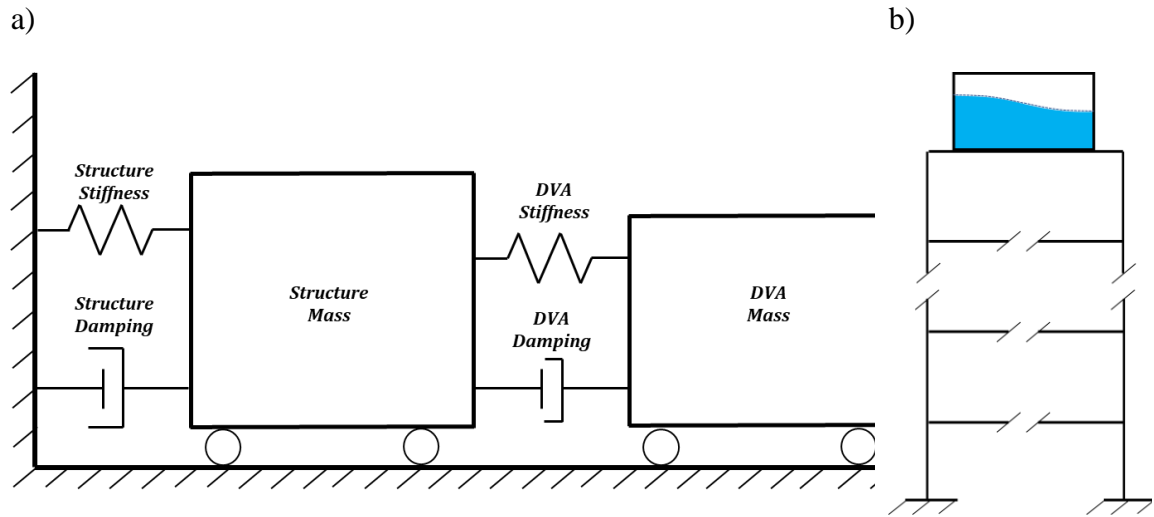 a)
b)
Structure
Stiffness
DVA
Stiffness
Structure
Mass
DVA
Mass
Structure
Damping
DVA
Damping